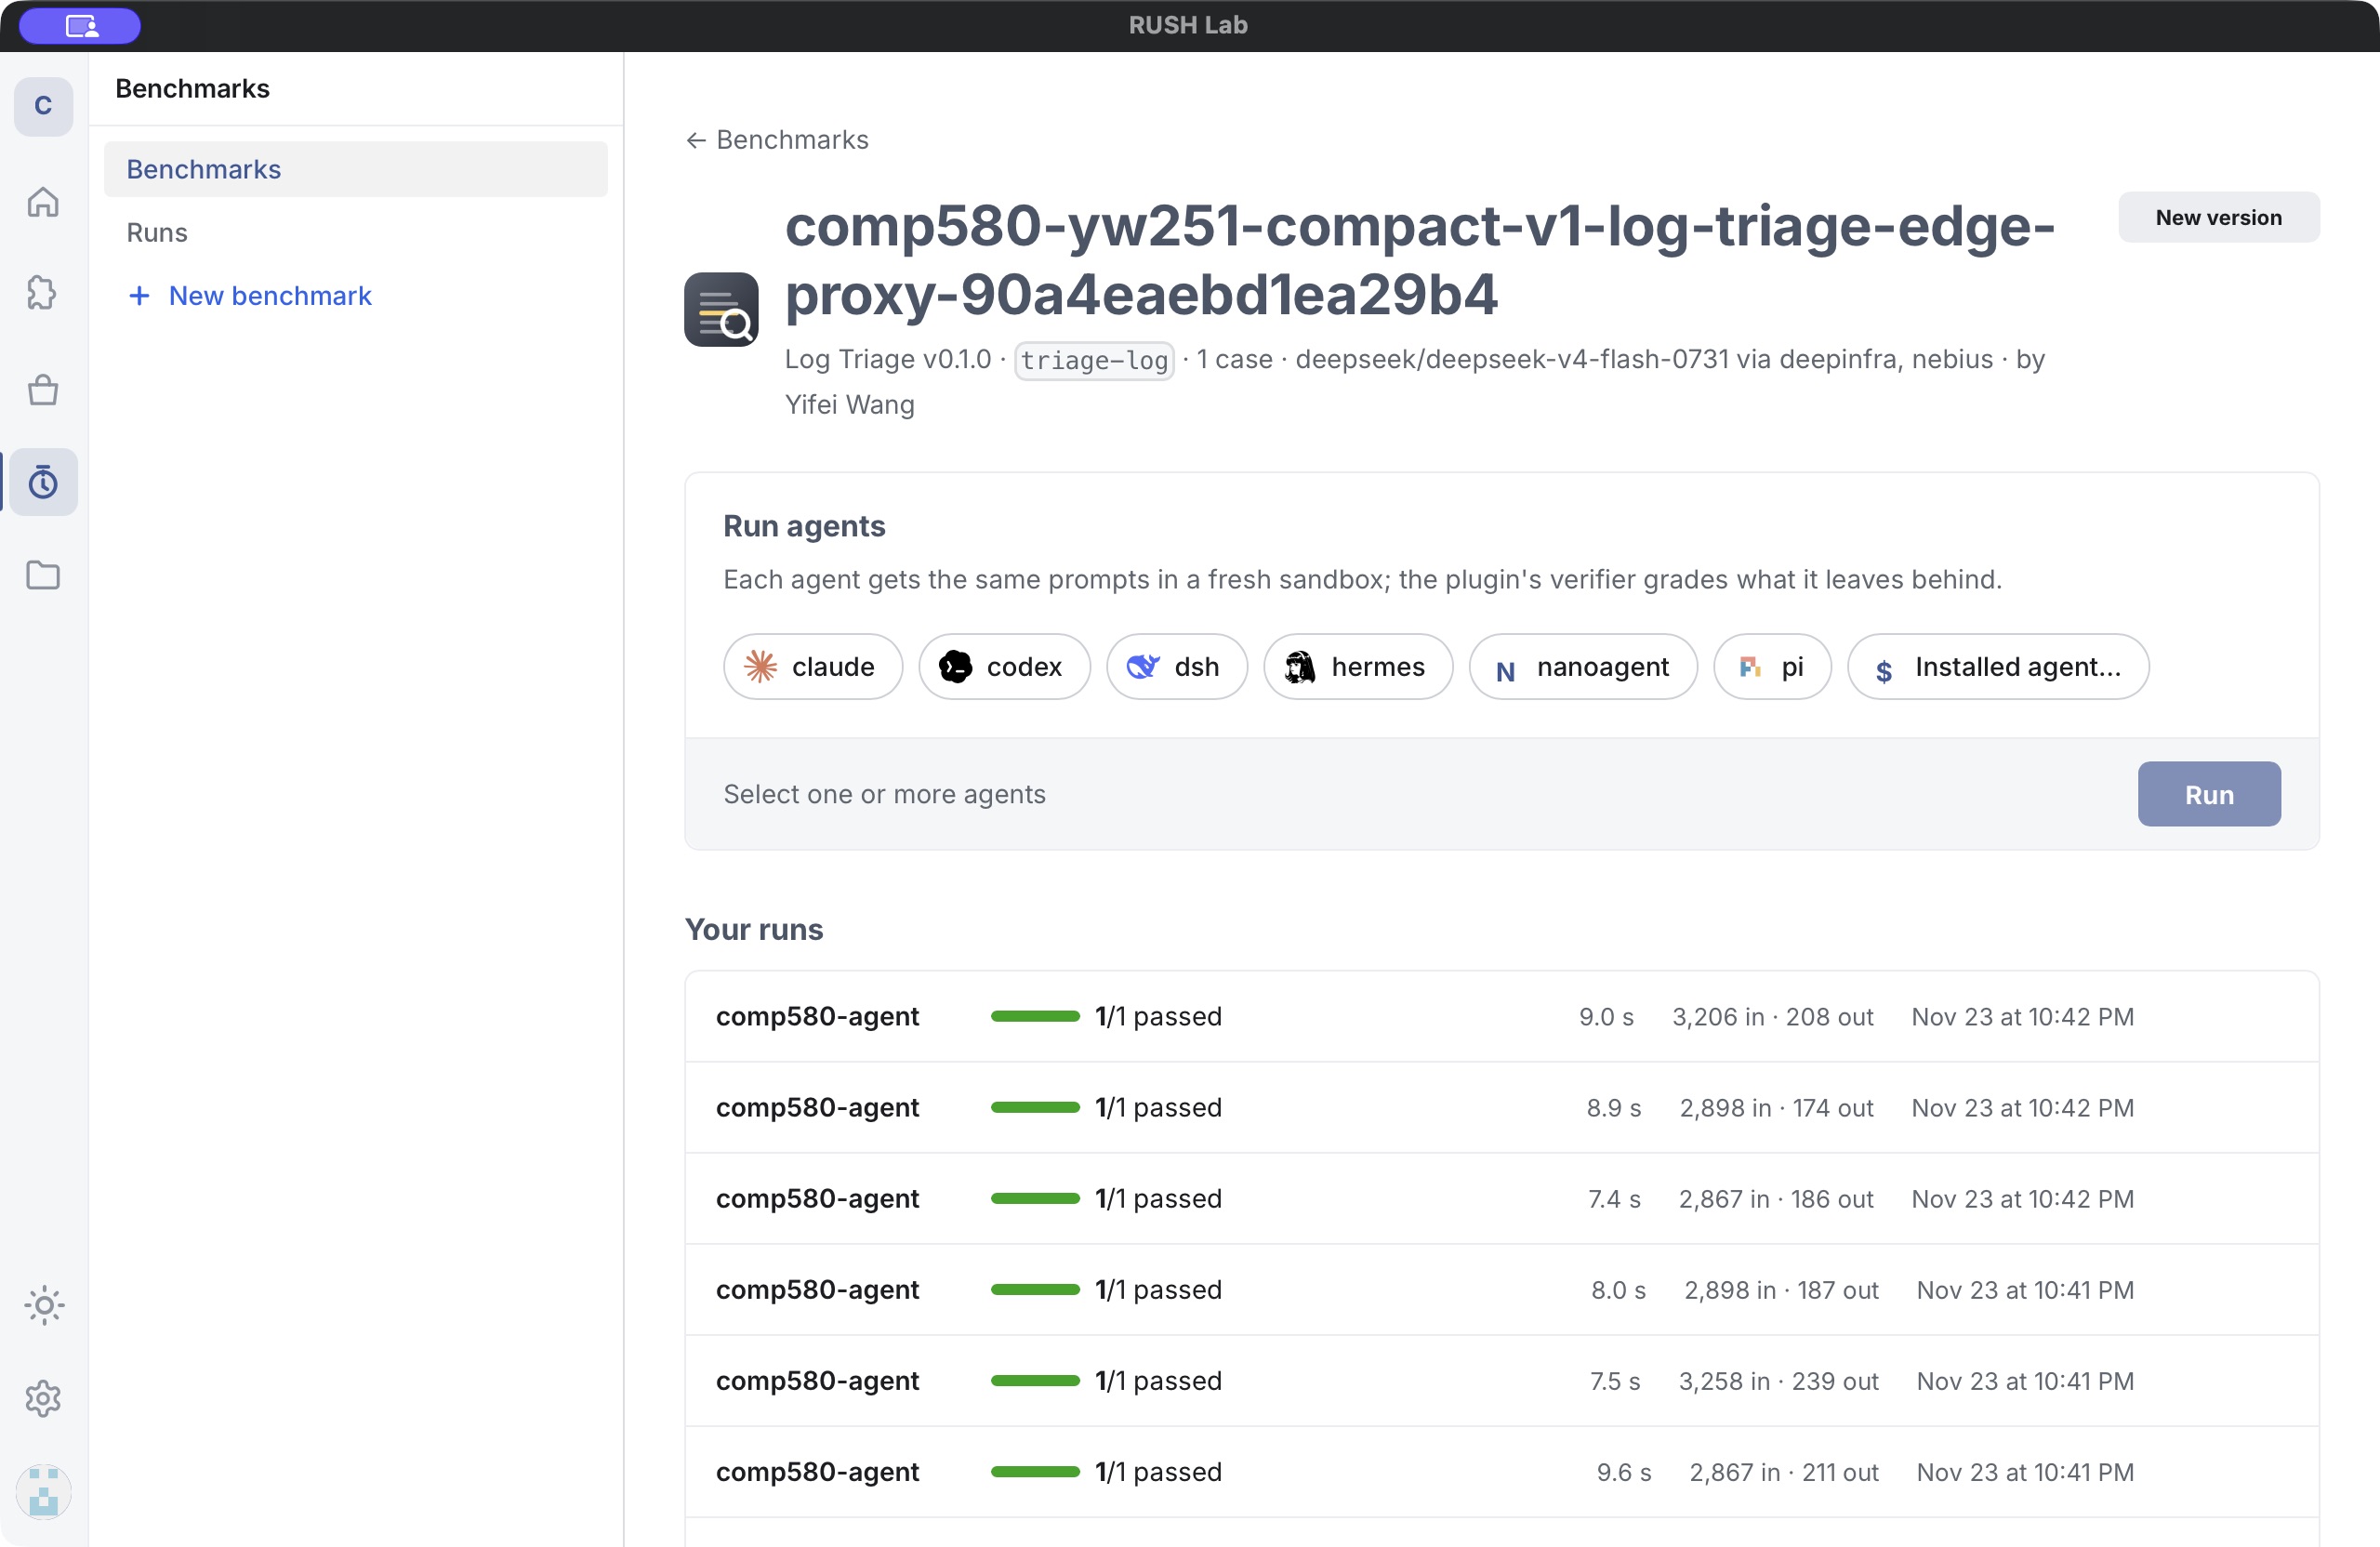 RUSH Lab
C
Benchmarks
Benchmarks
Runs
+ New benchmark
← Benchmarks
comp580-yw251-compact-v1-log-triage-edge-
proxy-90a4eaebd1ea29b4
New version
Log Triage v0.1.0 · triage-log · 1 case · deepseek/deepseek-v4-flash-0731 via deepinfra, nebius · by
Yifei Wang
Run agents
Each agent gets the same prompts in a fresh sandbox; the plugin's verifier grades what it leaves behind.
claude codex dsh hermes N nanoagent pi $ Installed agent...
Select one or more agents
Run
Your runs
comp580-agent 1/1 passed 9.0 s 3,206 in · 208 out Nov 23 at 10:42 PM
comp580-agent 1/1 passed 8.9 s 2,898 in · 174 out Nov 23 at 10:42 PM
comp580-agent 1/1 passed 7.4 s 2,867 in · 186 out Nov 23 at 10:42 PM
comp580-agent 1/1 passed 8.0 s 2,898 in · 187 out Nov 23 at 10:41 PM
comp580-agent 1/1 passed 7.5 s 3,258 in · 239 out Nov 23 at 10:41 PM
comp580-agent 1/1 passed 9.6 s 2,867 in · 211 out Nov 23 at 10:41 PM